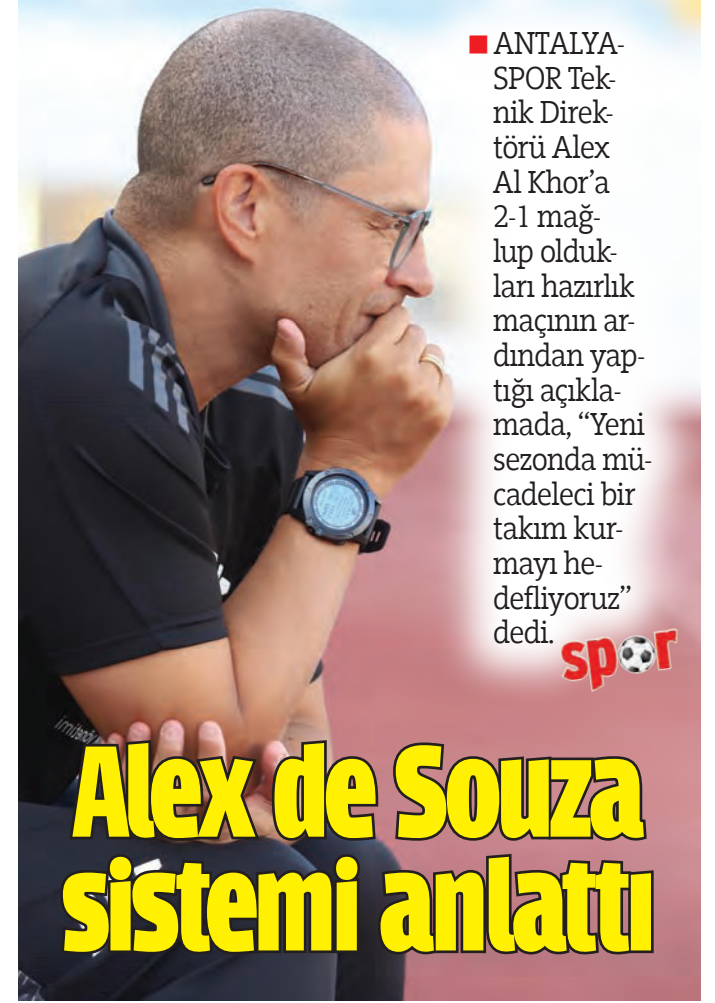 ANTALYA-
SPOR Tek-
nik Direk-
törü Alex
Al Khor’a
2-1 mağ-
lup olduk-
ları hazırlık
maçının ar-
dından yap-
tığı açıkla-
mada, “Yeni
sezonda mü-
cadeleci bir
takım kur-
mayı he-
defliyoruz”
dedi.
spor
Alex de Souza
sistemi anlattı